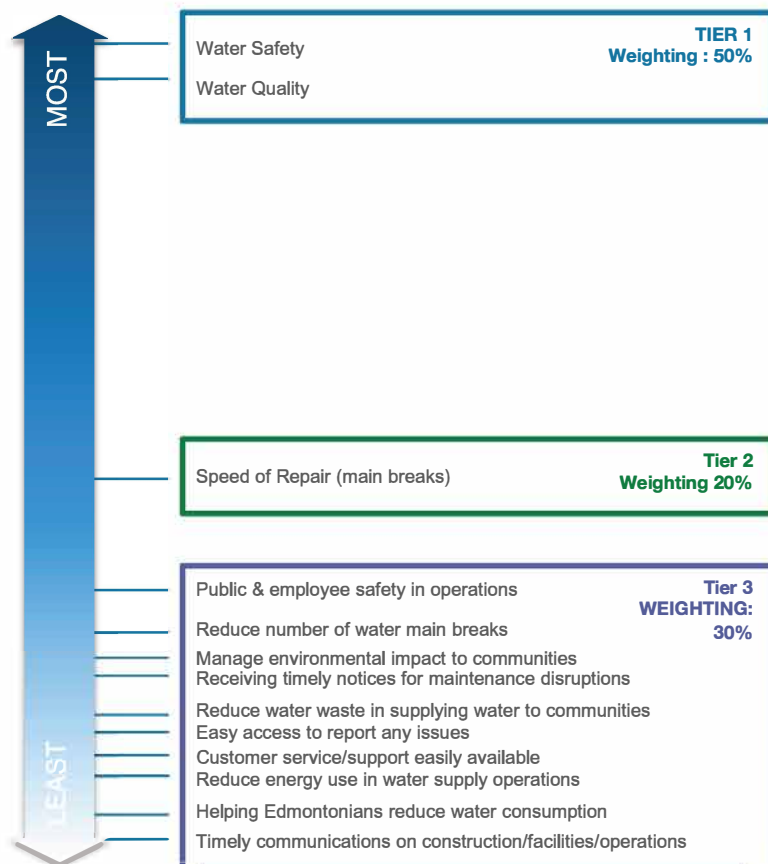 MOST
Water Safety
Water Quality
TIER 1
Weighting : 50%
Speed of Repair (main breaks)
Tier 2
Weighting 20%
Public & employee safety in operations
Tier 3
WEIGHTING:
30%
Reduce number of water main breaks
Manage environmental impact to communities
Receiving timely notices for maintenance disruptions
Reduce water waste in supplying water to communities
Easy access to report any issues
Customer service/support easily available
Reduce energy use in water supply operations
Helping Edmontonians reduce water consumption
Timely communications on construction/facilities/operations
LEAST